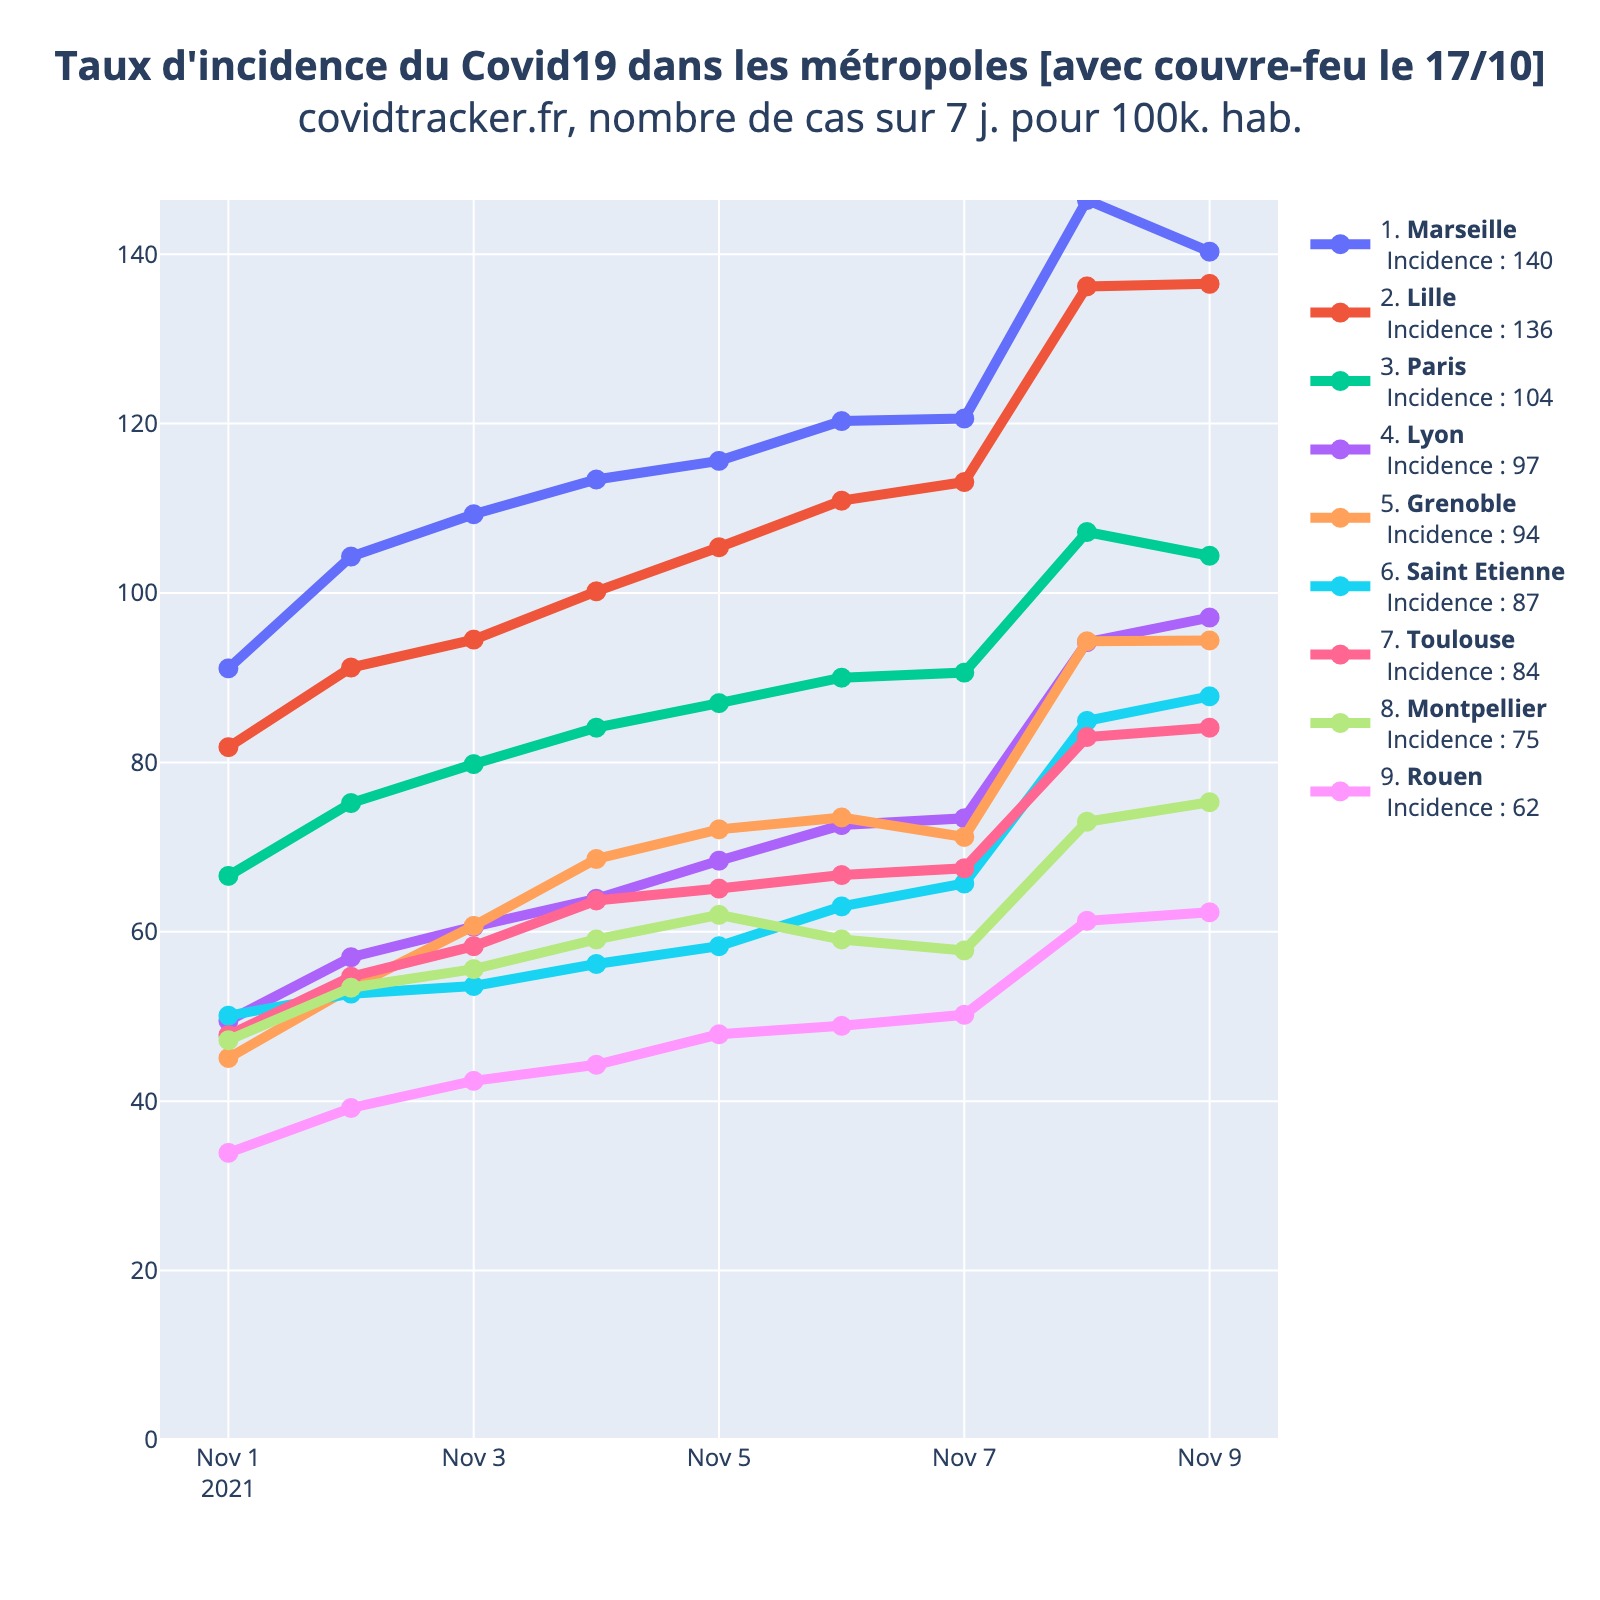 Taux d'incidence du Covid19 dans les métropoles [avec couvre-feu le 17/10]
covidtracker.fr, nombre de cas sur 7 j. pour 100k. hab.
140
120
100
80
60
40
20
0
Nov 1
2021
Nov 3
Nov 5
Nov 7
Nov 9
1. Marseille
Incidence : 140
2. Lille
Incidence : 136
3. Paris
Incidence : 104
4. Lyon
Incidence : 97
5. Grenoble
Incidence : 94
6. Saint Etienne
Incidence : 87
7. Toulouse
Incidence : 84
8. Montpellier
Incidence : 75
9. Rouen
Incidence : 62